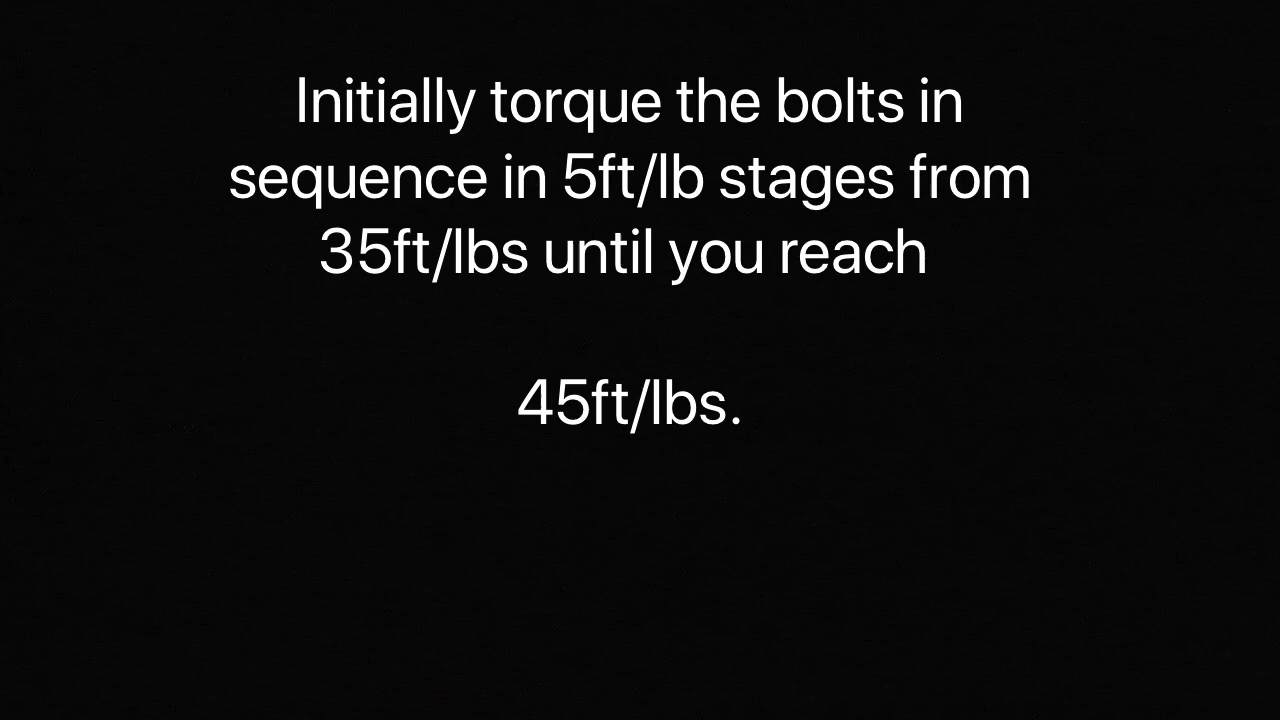 Initially torque the bolts in
sequence in 5ft/lb stages from
35ft/lbs until you reach
45ft/lbs.